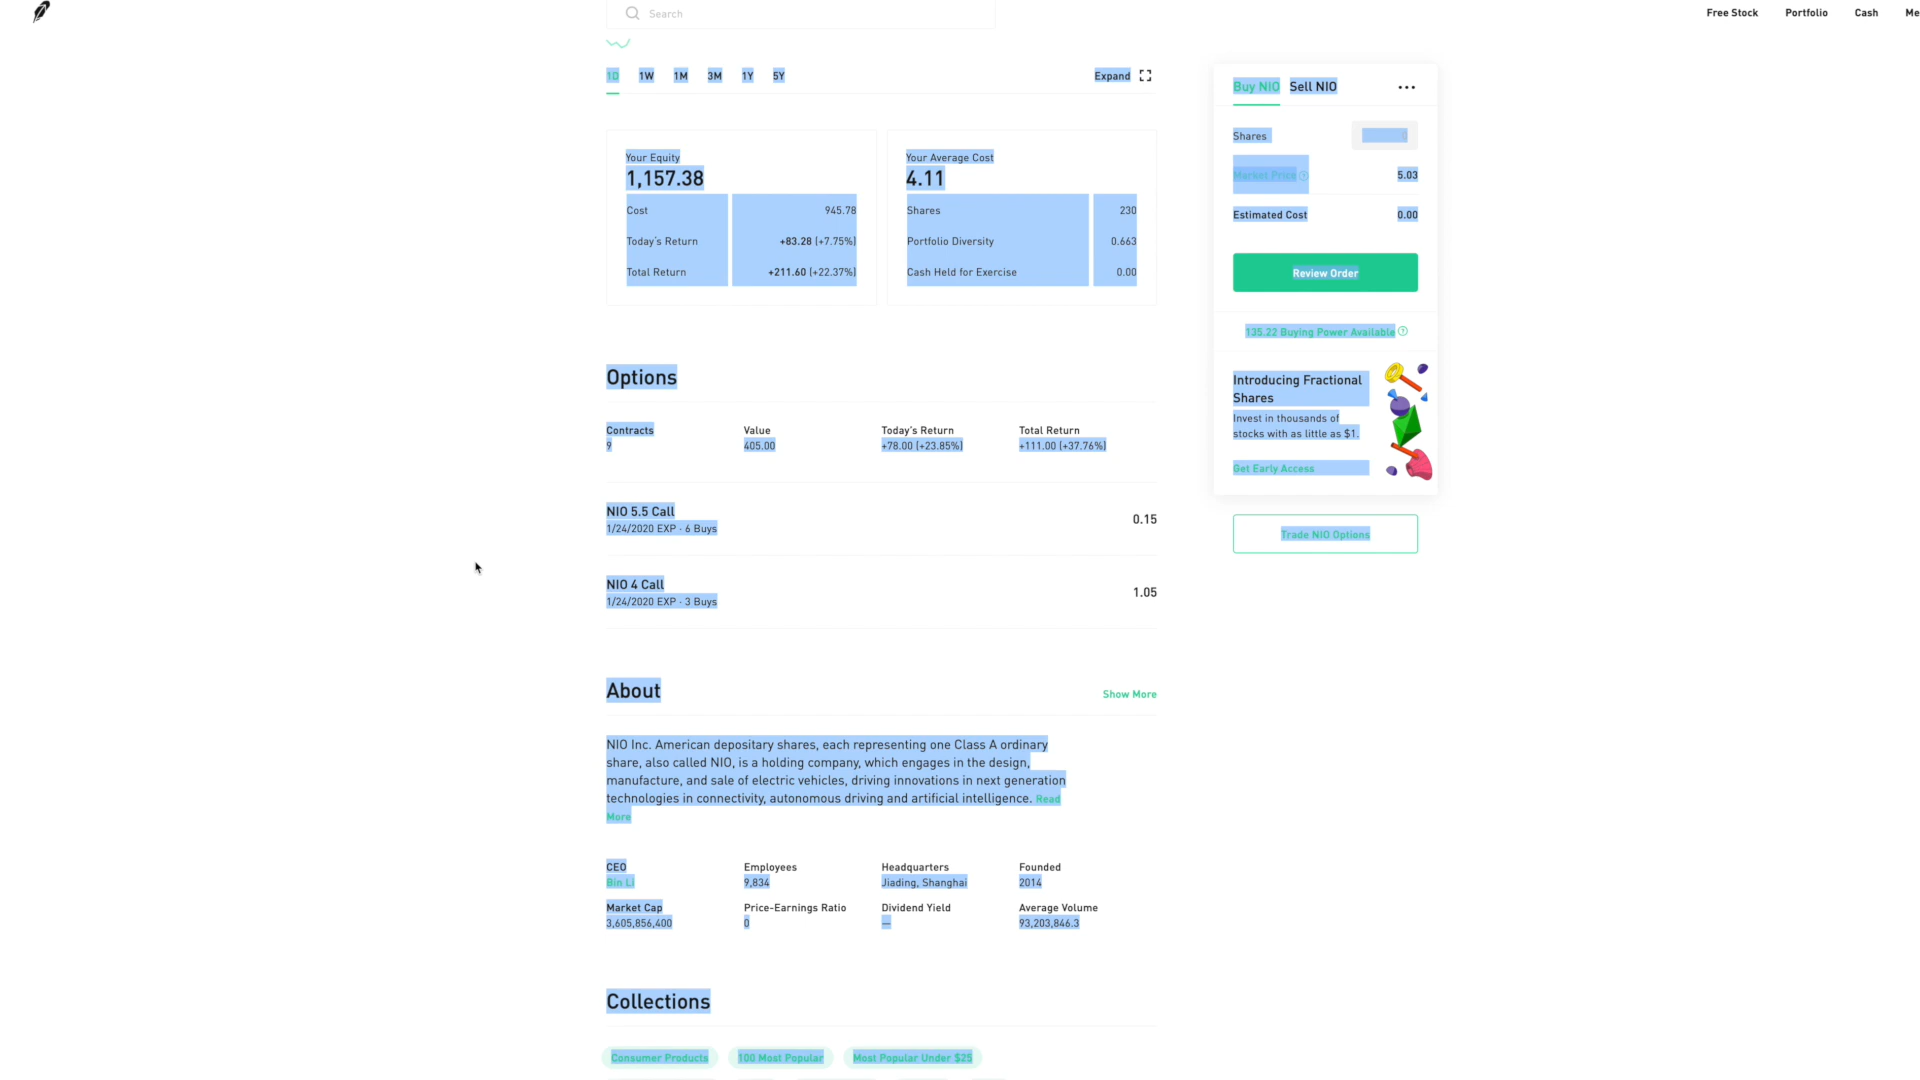 Search
Free Stock Portfolio Cash Me
1D 1W 1M 3M 1Y 5Y Expand
Your Equity
1,157.38
Cost 945.78
Today's Return +83.28 (+7.75%)
Total Return +211.60 (+22.37%)
Your Average Cost
4.11
Shares 230
Portfolio Diversity 0.663
Cash Held for Exercise 0.00
Options
Contracts Value Today's Return Total Return
9 405.00 +78.00 (+23.85%) +111.00 (+37.76%)
NIO 5.5 Call
1/24/2020 EXP · 6 Buys
0.15
NIO 4 Call
1/24/2020 EXP · 3 Buys
1.05
About Show More
NIO Inc. American depositary shares, each representing one Class A ordinary
share, also called NIO, is a holding company, which engages in the design,
manufacture, and sale of electric vehicles, driving innovations in next generation
technologies in connectivity, autonomous driving and artificial intelligence. Read
More
CEO Employees Headquarters Founded
Bin Li 9,834 Jiading, Shanghai 2014
Market Cap Price-Earnings Ratio Dividend Yield Average Volume
3,605,856,400 0 — 93,203,846.3
Collections
Consumer Products 100 Most Popular Most Popular Under $25
Buy NIO Sell NIO
Shares 0
Market Price 5.03
Estimated Cost 0.00
Review Order
135.22 Buying Power Available
Introducing Fractional
Shares
Invest in thousands of
stocks with as little as $1.
Get Early Access
Trade NIO Options